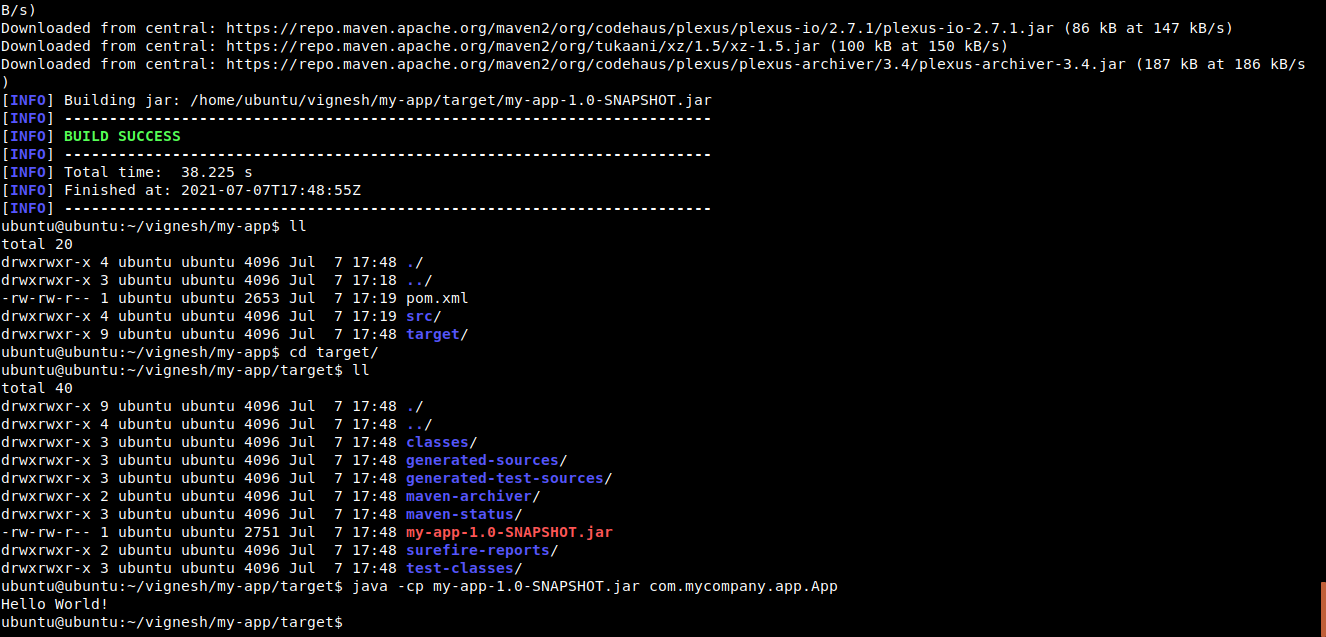 B/s)
Downloaded from central: https://repo.maven.apache.org/maven2/org/codehaus/plexus/plexus-io/2.7.1/plexus-io-2.7.1.jar (86 kB at 147 kB/s)
Downloaded from central: https://repo.maven.apache.org/maven2/org/tukaani/xz/1.5/xz-1.5.jar (100 kB at 150 kB/s)
Downloaded from central: https://repo.maven.apache.org/maven2/org/codehaus/plexus/plexus-archiver/3.4/plexus-archiver-3.4.jar (187 kB at 186 kB/s
)
[INFO] Building jar: /home/ubuntu/vignesh/my-app/target/my-app-1.0-SNAPSHOT.jar
[INFO] ------------------------------------------------------------------------
[INFO] BUILD SUCCESS
[INFO] ------------------------------------------------------------------------
[INFO] Total time:  38.225 s
[INFO] Finished at: 2021-07-07T17:48:55Z
[INFO] ------------------------------------------------------------------------
ubuntu@ubuntu:~/vignesh/my-app$ ll
total 20
drwxrwxr-x 4 ubuntu ubuntu 4096 Jul  7 17:48 ./
drwxrwxr-x 3 ubuntu ubuntu 4096 Jul  7 17:18 ../
-rw-rw-r-- 1 ubuntu ubuntu 2653 Jul  7 17:19 pom.xml
drwxrwxr-x 4 ubuntu ubuntu 4096 Jul  7 17:19 src/
drwxrwxr-x 9 ubuntu ubuntu 4096 Jul  7 17:48 target/
ubuntu@ubuntu:~/vignesh/my-app$ cd target/
ubuntu@ubuntu:~/vignesh/my-app/target$ ll
total 40
drwxrwxr-x 9 ubuntu ubuntu 4096 Jul  7 17:48 ./
drwxrwxr-x 4 ubuntu ubuntu 4096 Jul  7 17:48 ../
drwxrwxr-x 3 ubuntu ubuntu 4096 Jul  7 17:48 classes/
drwxrwxr-x 3 ubuntu ubuntu 4096 Jul  7 17:48 generated-sources/
drwxrwxr-x 3 ubuntu ubuntu 4096 Jul  7 17:48 generated-test-sources/
drwxrwxr-x 2 ubuntu ubuntu 4096 Jul  7 17:48 maven-archiver/
drwxrwxr-x 3 ubuntu ubuntu 4096 Jul  7 17:48 maven-status/
-rw-rw-r-- 1 ubuntu ubuntu 2751 Jul  7 17:48 my-app-1.0-SNAPSHOT.jar
drwxrwxr-x 2 ubuntu ubuntu 4096 Jul  7 17:48 surefire-reports/
drwxrwxr-x 3 ubuntu ubuntu 4096 Jul  7 17:48 test-classes/
ubuntu@ubuntu:~/vignesh/my-app/target$ java -cp my-app-1.0-SNAPSHOT.jar com.mycompany.app.App
Hello World!
ubuntu@ubuntu:~/vignesh/my-app/target$